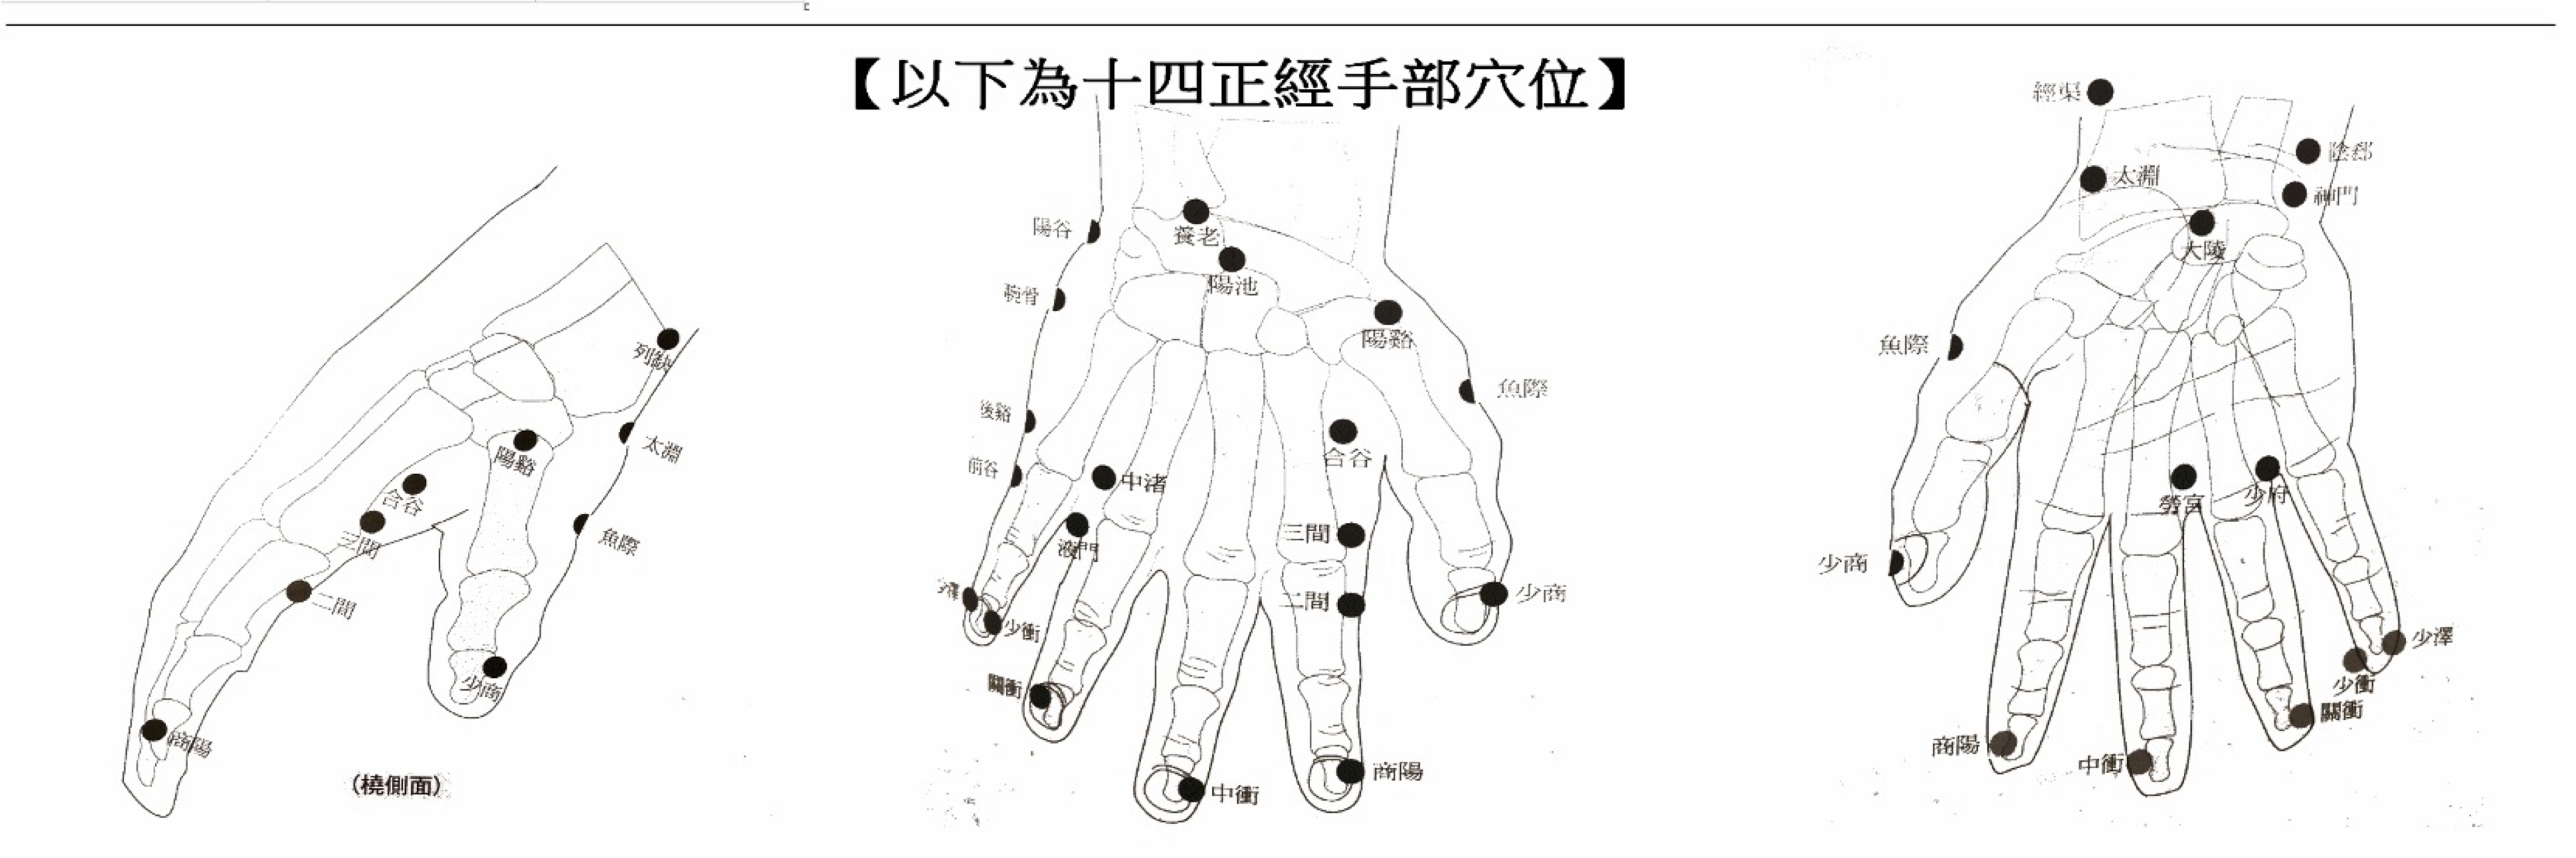 【以下為十四正經手部穴位】
列缺
太淵
陽谿
合谷
三間
魚際
二間
少商
商陽
(橈側面)
陽谷
養老
陽池
腕骨
陽谿
魚際
後谿
合谷
前谷
中渚
三間
液門
二間
少商
少衝
關衝
商陽
中衝
經渠
陰郄
太淵
神門
大陵
魚際
勞宮
少府
少商
少澤
少衝
關衝
商陽
中衝